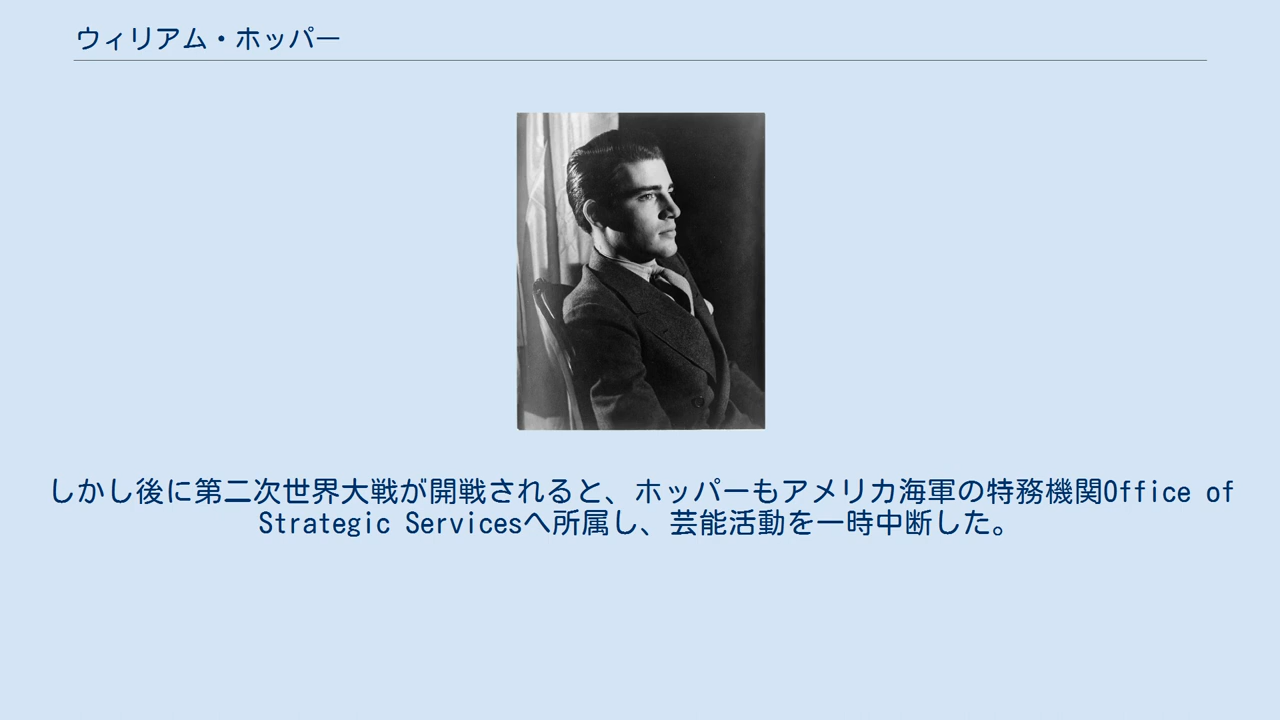 ウィリアム・ホッパー
しかし後に第二次世界大戦が開戦されると、ホッパーもアメリカ海軍の特務機関Office of
Strategic Servicesへ所属し、芸能活動を一時中断した。